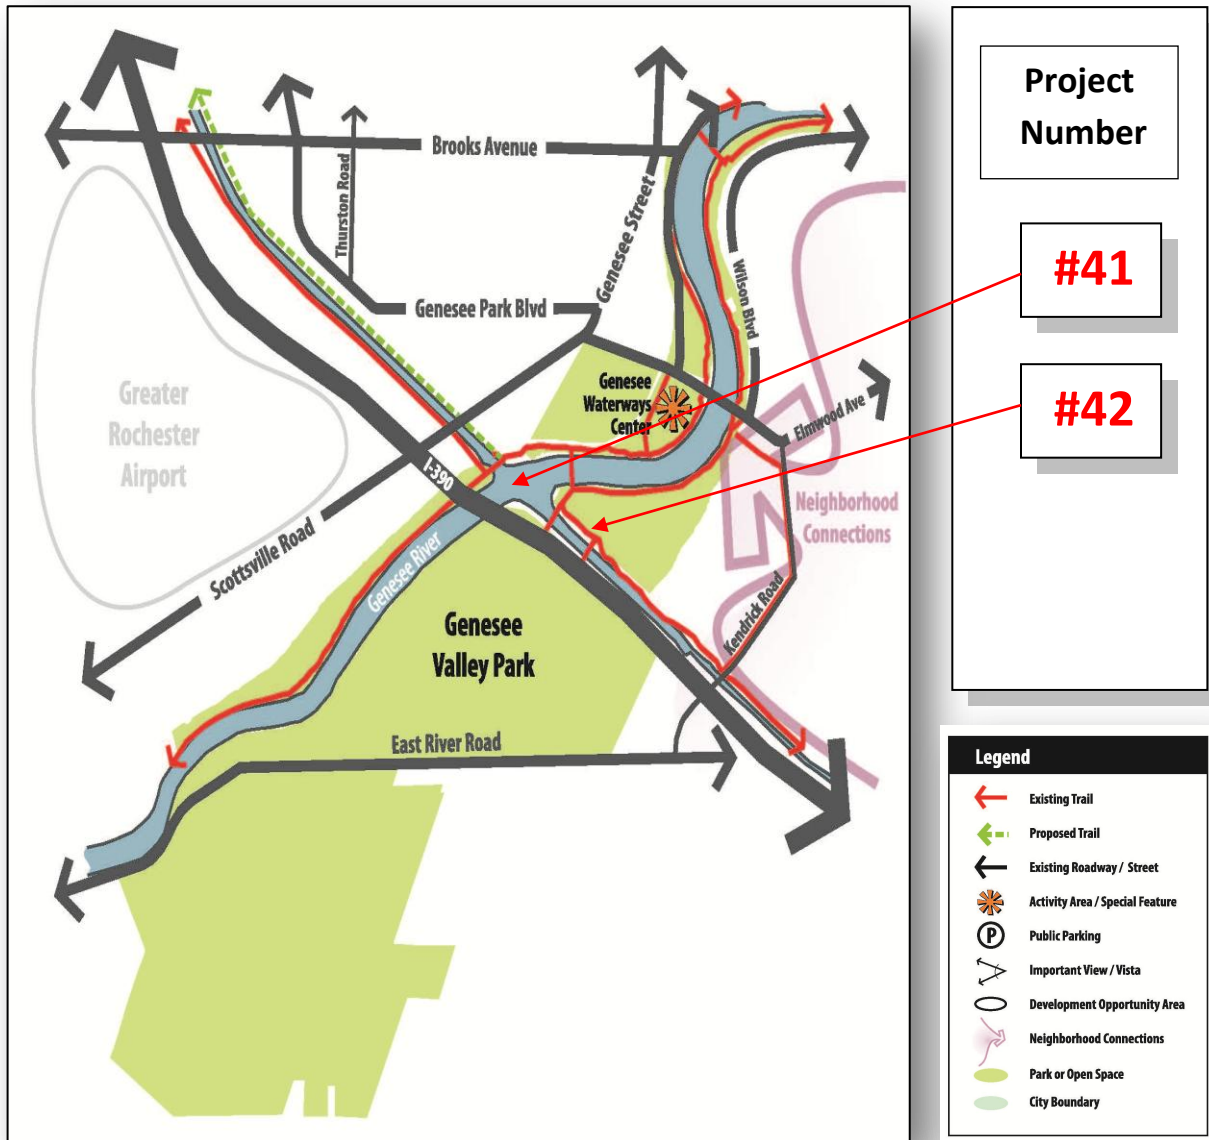 Brooks Avenue
Thurston Road
Genesee Street
Genesee Park Blvd
Wilson Blvd
Greater
Rochester
Airport
Genesee
Waterways
Center
Elmwood Ave
I-390
Neighborhood
Connections
Scottsville Road
Genesee River
Kendrick Road
Genesee
Valley Park
East River Road
Project
Number
#41
#42
Legend
Existing Trail
Proposed Trail
Existing Roadway / Street
Activity Area / Special Feature
P
Public Parking
Important View / Vista
Development Opportunity Area
Neighborhood Connections
Park or Open Space
City Boundary